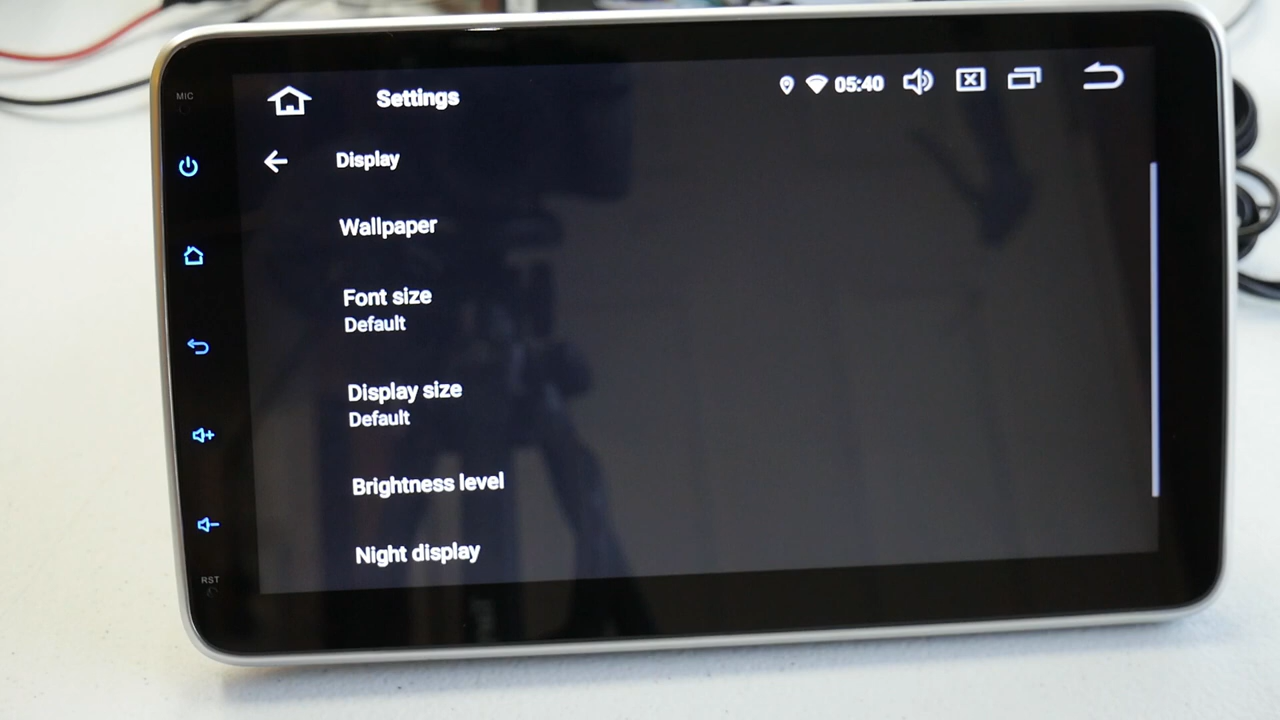 MIC
Settings
05:40
Display
Wallpaper
Font size
Default
Display size
Default
Brightness level
Night display
RST